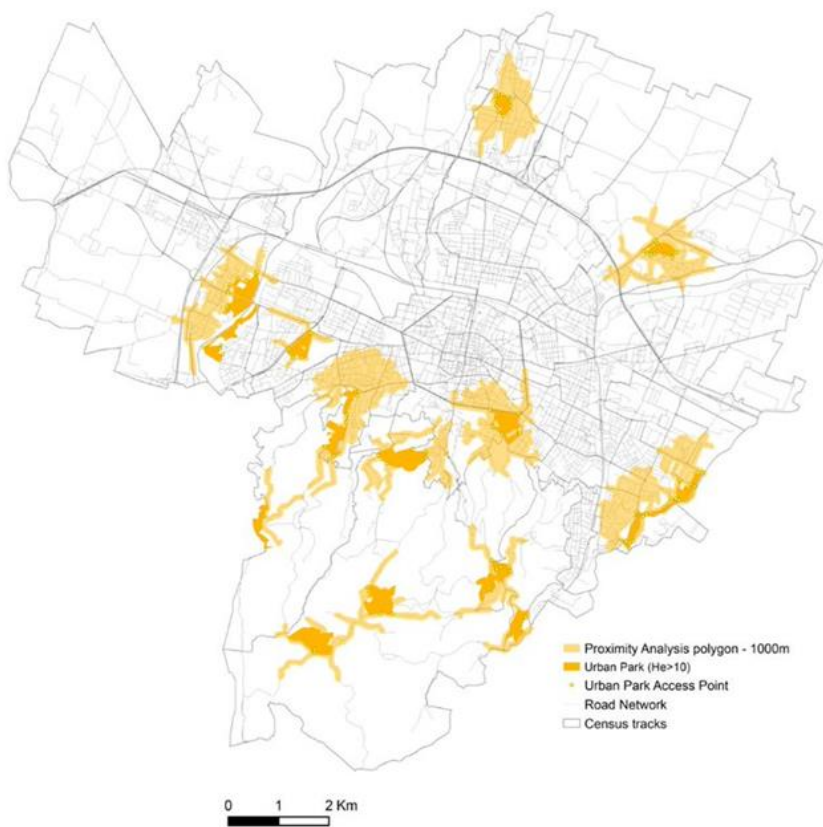 Proximity Analysis polygon - 1000m
Urban Park (He>10)
Urban Park Access Point
Road Network
Census tracks
0 1 2 Km